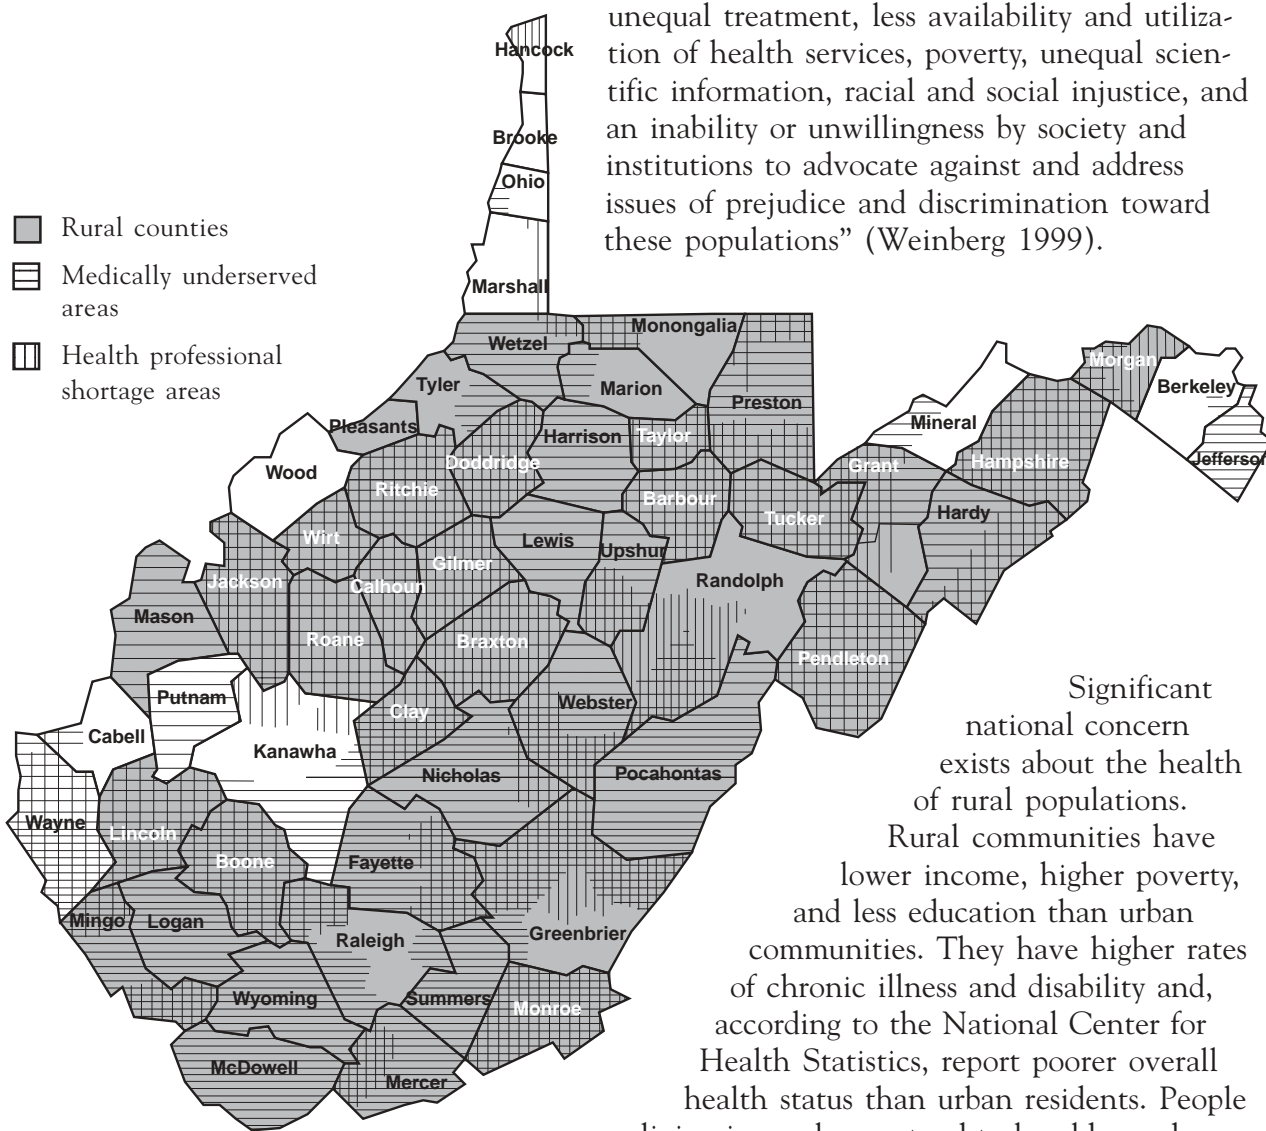 unequal treatment, less availability and utiliza-
tion of health services, poverty, unequal scien-
tific information, racial and social injustice, and
an inability or unwillingness by society and
institutions to advocate against and address
issues of prejudice and discrimination toward
these populations” (Weinberg 1999).
Rural counties
Medically underserved
areas
Health professional
shortage areas
Hancock
Brooke
Ohio
Marshall
Monongalia
Wetzel
Morgan
Tyler
Marion
Berkeley
Preston
Pleasants
Mineral
Harrison
Taylor
Doddridge
Wood
Grant
Hampshire
Jefferson
Ritchie
Barbour
Tucker
Hardy
Wirt
Lewis
Upshur
Gilmer
Jackson
Calhoun
Randolph
Mason
Roane
Braxton
Pendleton
Putnam
Webster
Clay
Cabell
Kanawha
Nicholas
Pocahontas
Wayne
Lincoln
Boone
Fayette
Mingo
Logan
Raleigh
Greenbrier
Wyoming
Summers
Monroe
McDowell
Mercer
Significant
national concern
exists about the health
of rural populations.
Rural communities have
lower income, higher poverty,
and less education than urban
communities. They have higher rates
of chronic illness and disability and,
according to the National Center for
Health Statistics, report poorer overall
health status than urban residents. People